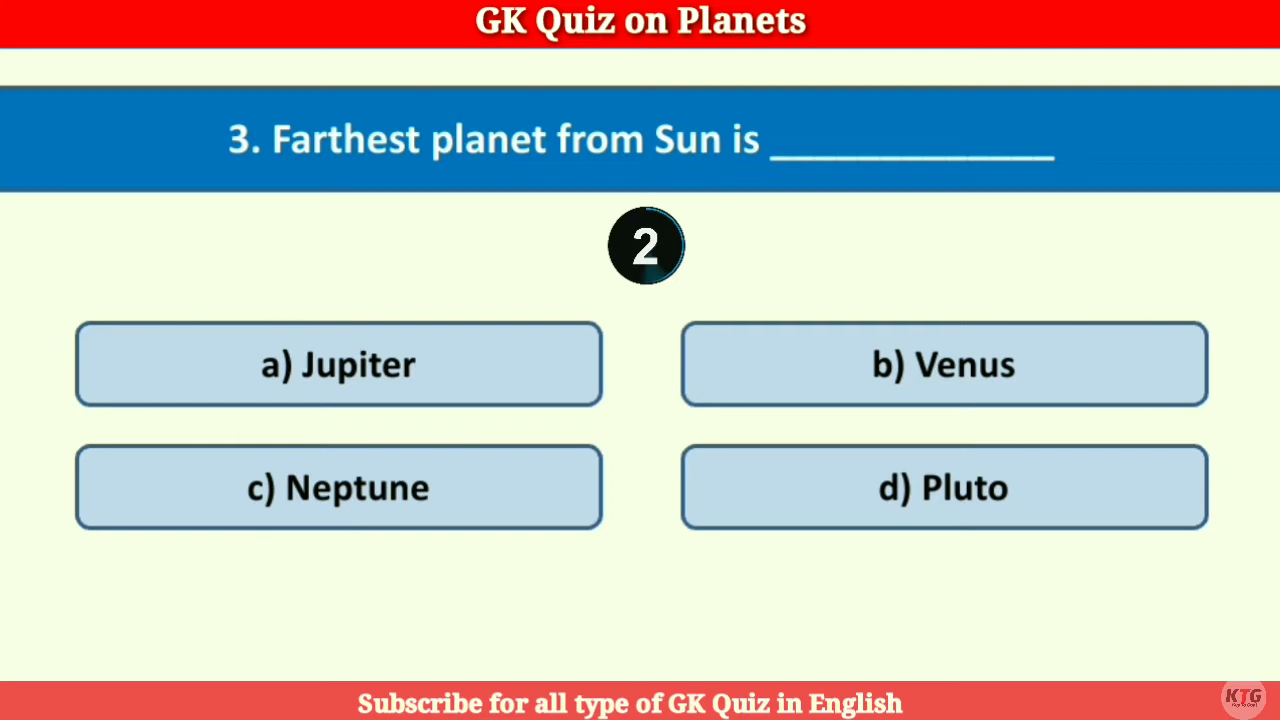 GK Quiz on Planets
3. Farthest planet from Sun is ______________
2
a) Jupiter
b) Venus
c) Neptune
d) Pluto
Subscribe for all type of GK Quiz in English
KTG